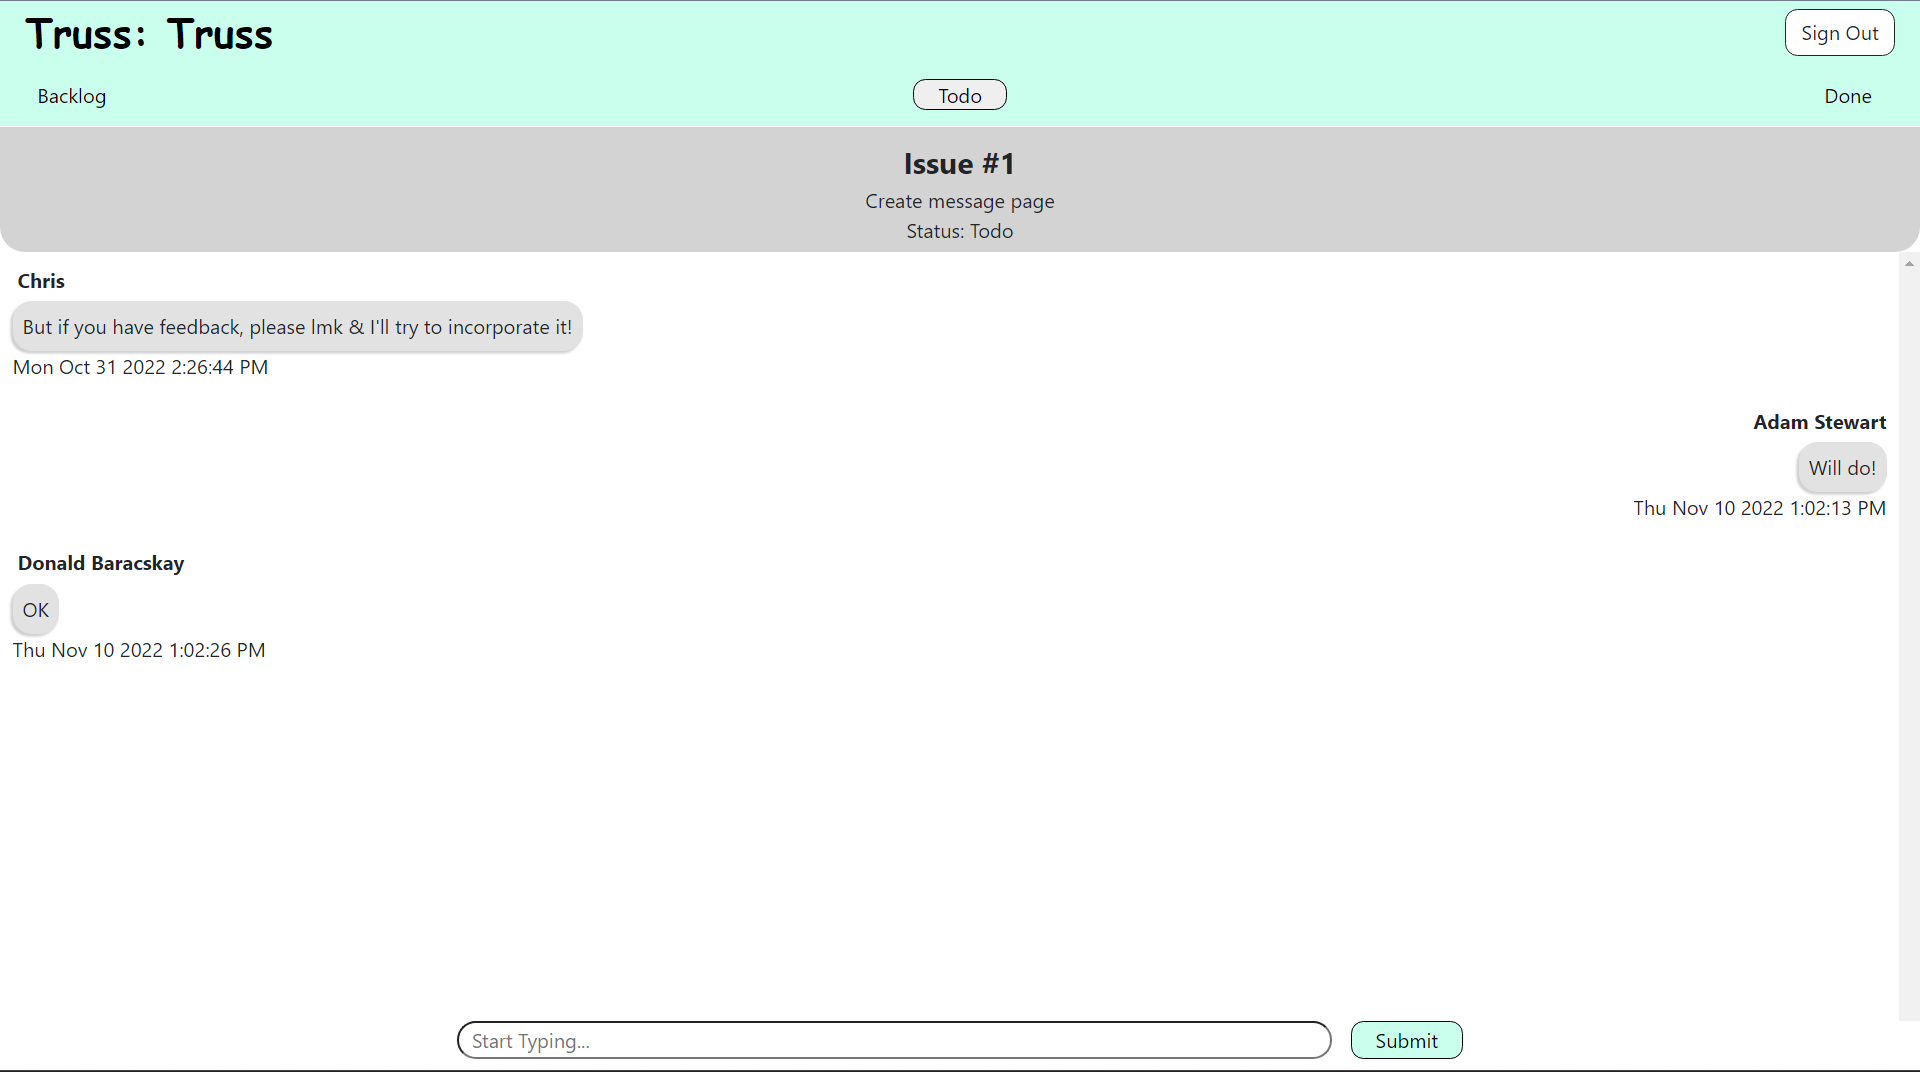 Truss: Truss
Sign Out
Backlog
Todo
Done
Issue #1
Create message page
Status: Todo
Chris
But if you have feedback, please lmk & I'll try to incorporate it!
Mon Oct 31 2022 2:26:44 PM
Adam Stewart
Will do!
Thu Nov 10 2022 1:02:13 PM
Donald Baracskay
OK
Thu Nov 10 2022 1:02:26 PM
Start Typing...
Submit